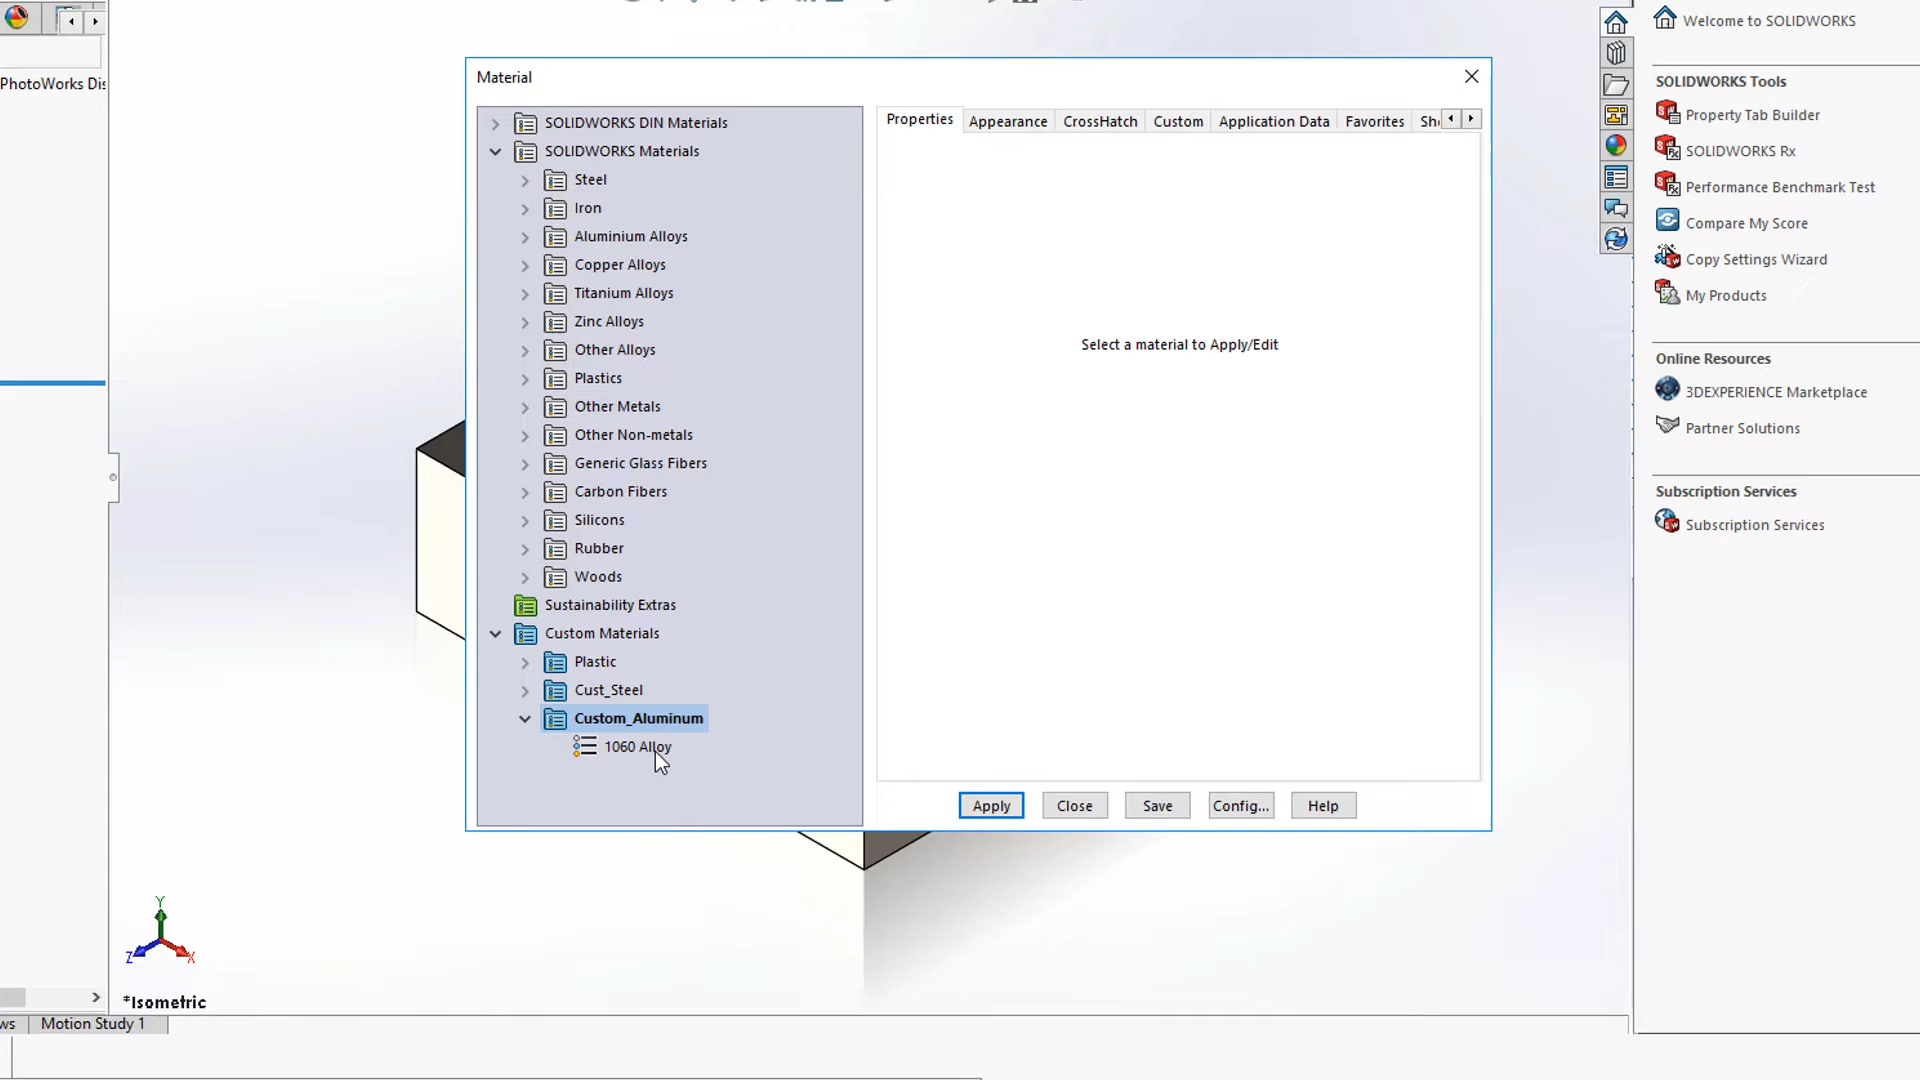 PhotoWorks Dis
Material
SOLIDWORKS DIN Materials
SOLIDWORKS Materials
Steel
Iron
Aluminium Alloys
Copper Alloys
Titanium Alloys
Zinc Alloys
Other Alloys
Plastics
Other Metals
Other Non-metals
Generic Glass Fibers
Carbon Fibers
Silicons
Rubber
Woods
Sustainability Extras
Custom Materials
Plastic
Cust_Steel
Custom_Aluminum
1060 Alloy
Properties Appearance CrossHatch Custom Application Data Favorites She
Select a material to Apply/Edit
Apply Close Save Config... Help
Welcome to SOLIDWORKS
SOLIDWORKS Tools
Property Tab Builder
SOLIDWORKS Rx
Performance Benchmark Test
Compare My Score
Copy Settings Wizard
My Products
Online Resources
3DEXPERIENCE Marketplace
Partner Solutions
Subscription Services
Subscription Services
Y
Z X
*Isometric
ws Motion Study 1